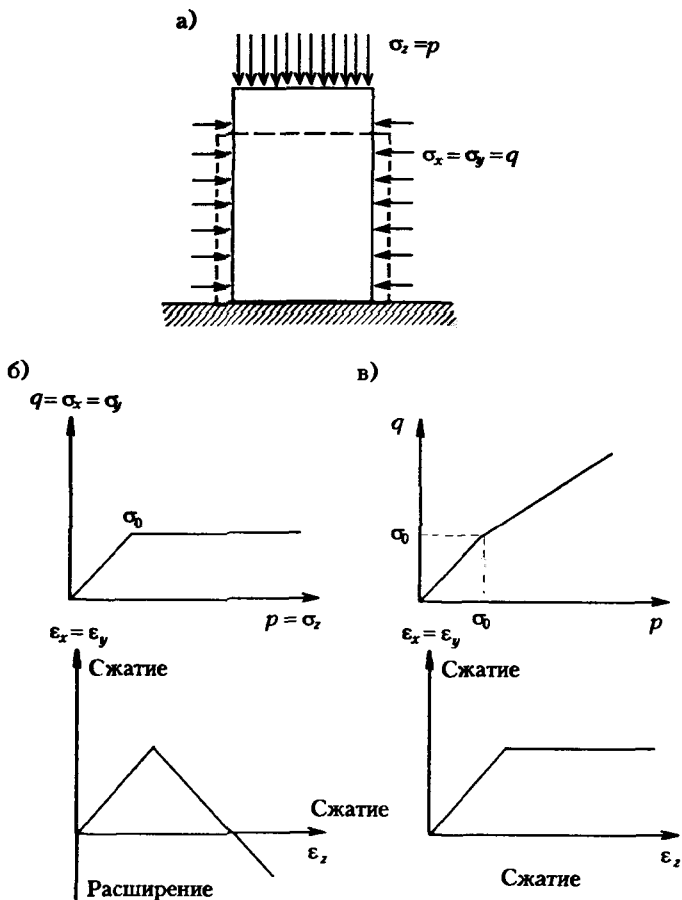 а)
σz = p
σx = σy = q
б)
в)
q = σx = σy
q
σ0
σ0
p = σz
σ0
p
εx = εy
εx = εy
Сжатие
Сжатие
Сжатие
εz
εz
Расширение
Сжатие